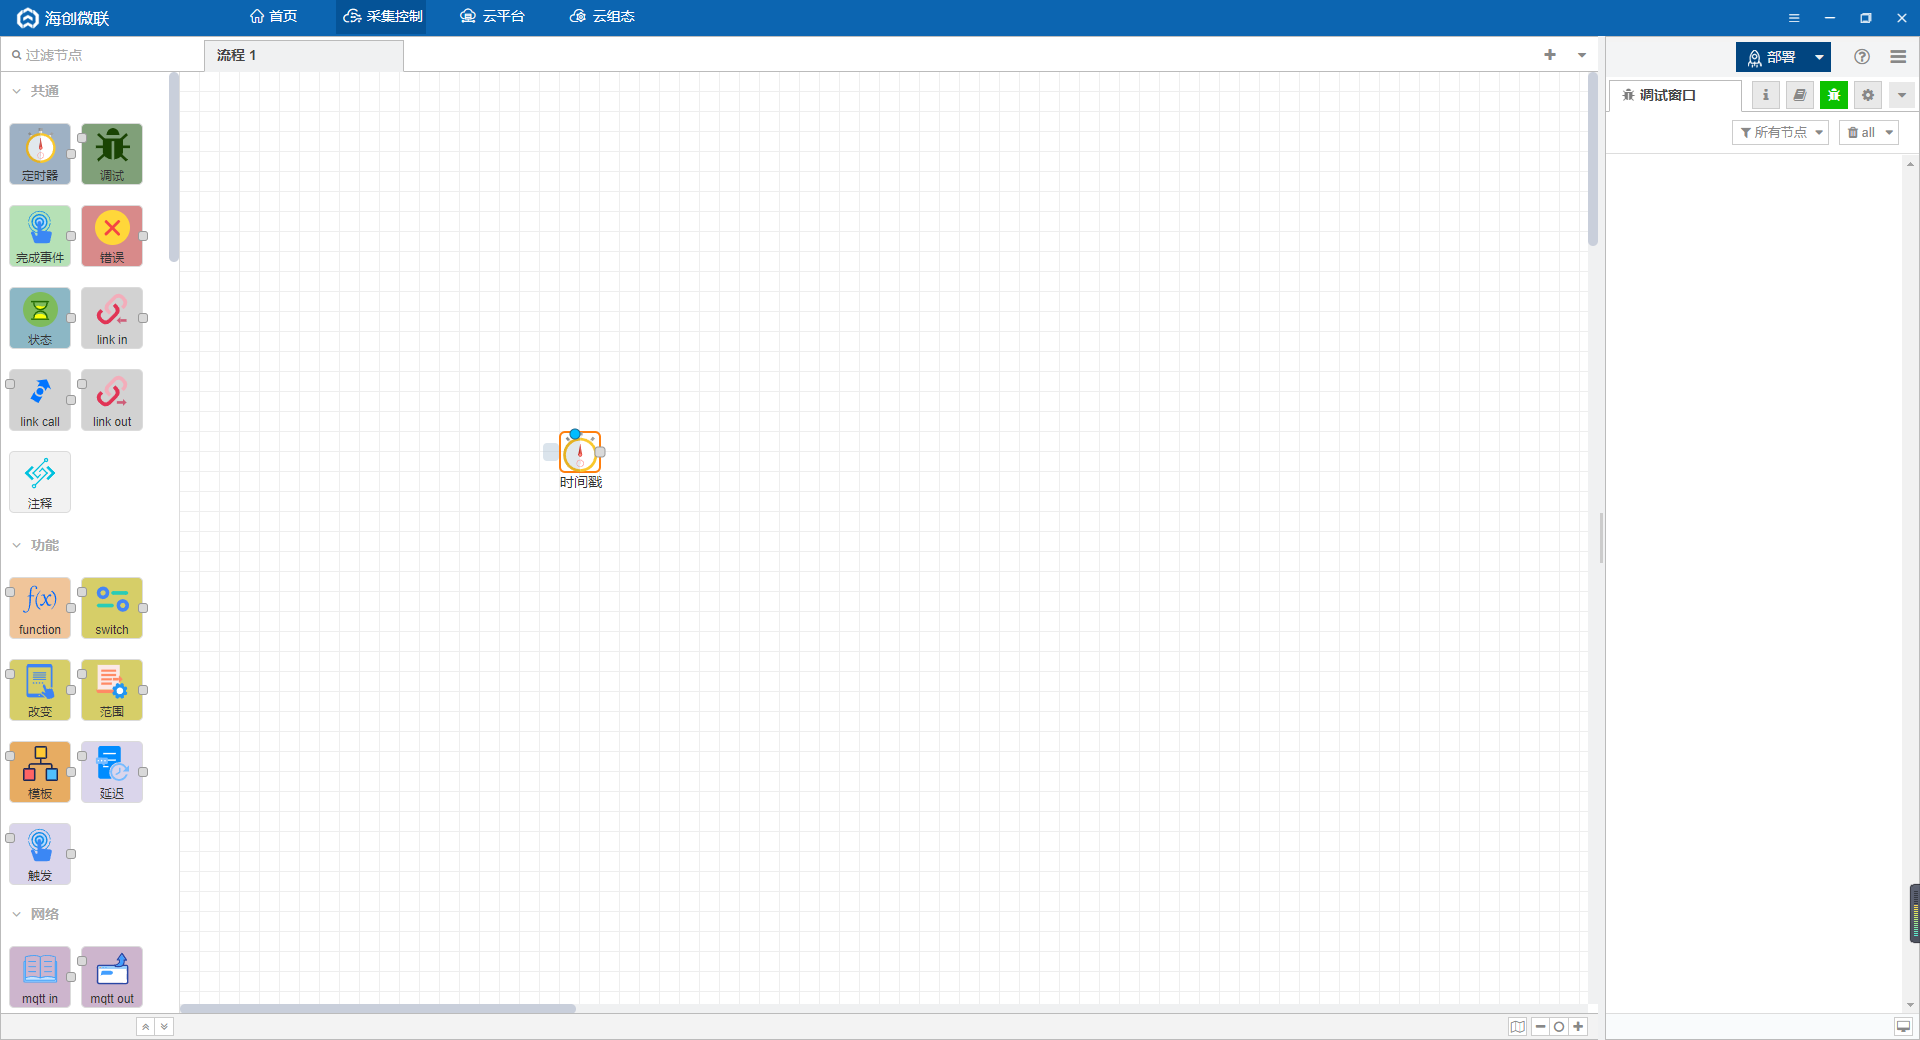 海创微联
首页
采集控制
云平台
云组态
过滤节点
流程 1
部署
调试窗口
所有节点
all
共通
定时器
调试
完成事件
错误
状态
link in
link call
link out
注释
功能
function
switch
改变
范围
模板
延迟
触发
网络
mqtt in
mqtt out
时间戳